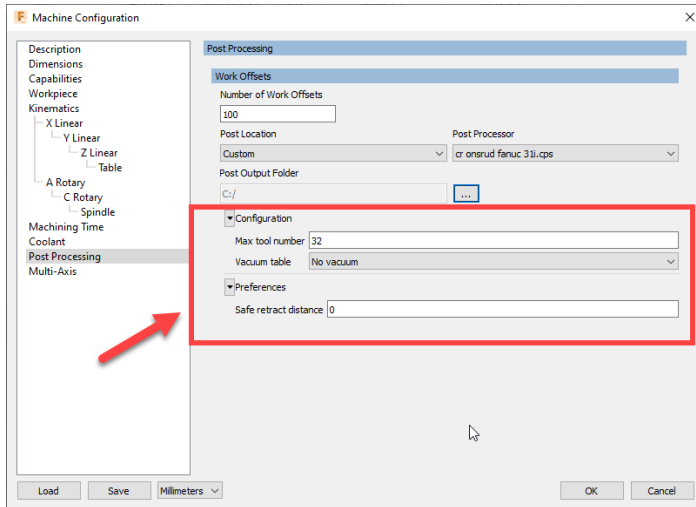 Machine Configuration
Description
Dimensions
Capabilities
Workpiece
Kinematics
X Linear
Y Linear
Z Linear
Table
A Rotary
C Rotary
Spindle
Machining Time
Coolant
Post Processing
Multi-Axis
Post Processing
Work Offsets
Number of Work Offsets
100
Post Location Post Processor
Custom cr onsrud fanuc 31i.cps
Post Output Folder
C:/ ...
Configuration
Max tool number 32
Vacuum table No vacuum
Preferences
Safe retract distance 0
Load Save Millimeters OK Cancel